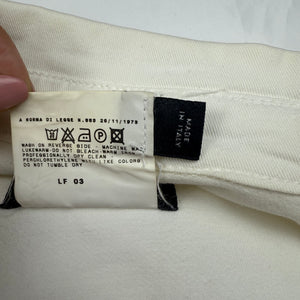 A NORMA DI LEGGE N.883 26/11/1973
WASH ON REVERSE SIDE - MACHINE WA
LUKEWARM-DO NOT BLEACH-WARM IRON
PROFESSIONALLY DRY CLEAN
PERCHLORETHYLENE WITH LIKE COLORS
DO NOT TUMBLE DRY
LF 03
MADE
IN ITALY